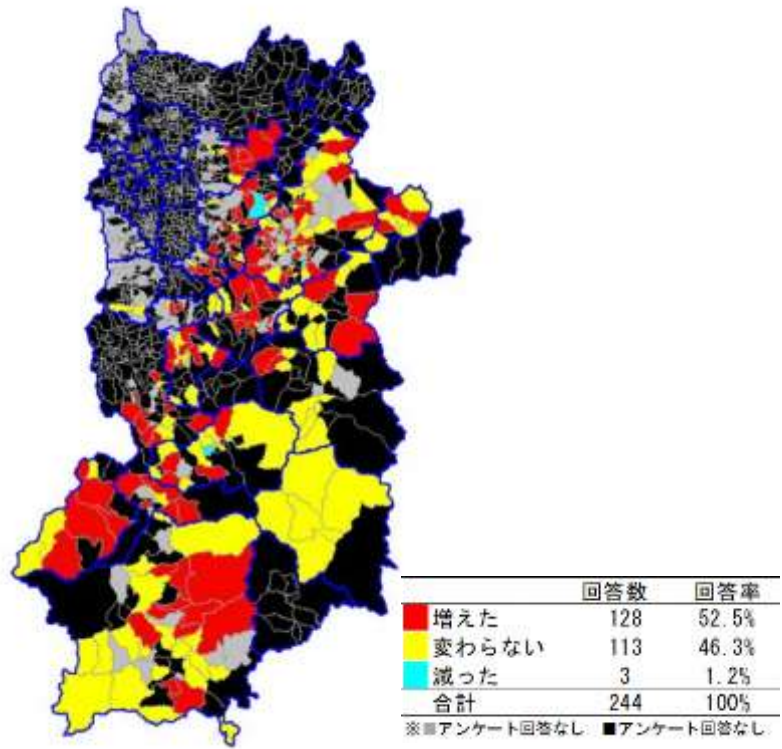 回答数 回答率
増えた 128 52.5%
変わらない 113 46.3%
減った 3 1.2%
合計 244 100%
※■アンケート回答なし ■アンケート回答なし